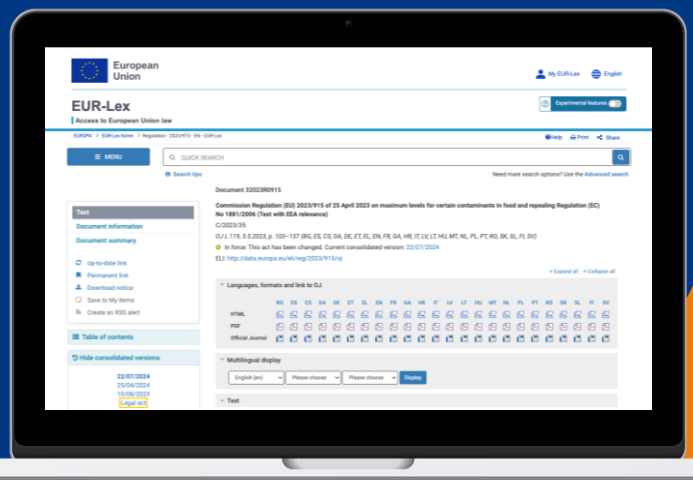 European
Union
My EUR-Lex
English
EUR-Lex
Access to European Union law
Experimental features
EUROPA > EUR-Lex home > Regulation - 2023/915 - EN - EUR-Lex
Help
Print
Share
MENU
QUICK SEARCH
Search tips
Need more search options? Use the Advanced search
Document 32023R0915
Text
Document information
Document summary
Up-to-date link
Permanent link
Download notice
Save to My items
Create an RSS alert
Table of contents
Hide consolidated versions
22/07/2024
25/04/2024
10/08/2023
Legal act
Commission Regulation (EU) 2023/915 of 25 April 2023 on maximum levels for certain contaminants in food and repealing Regulation (EC)
No 1881/2006 (Text with EEA relevance)
C/2023/35
OJ L 119, 5.5.2023, p. 103–157 (BG, ES, CS, DA, DE, ET, EL, EN, FR, GA, HR, IT, LV, LT, HU, MT, NL, PL, PT, RO, SK, SL, FI, SV)
In force: This act has been changed. Current consolidated version: 22/07/2024
ELI: http://data.europa.eu/eli/reg/2023/915/oj
Expand all
Collapse all
Languages, formats and link to OJ
BG ES CS DA DE ET EL EN FR GA HR IT LV LT HU MT NL PL PT RO SK SL FI SV
HTML
PDF
Official Journal
Multilingual display
English (en)
Please choose
Please choose
Display
Text